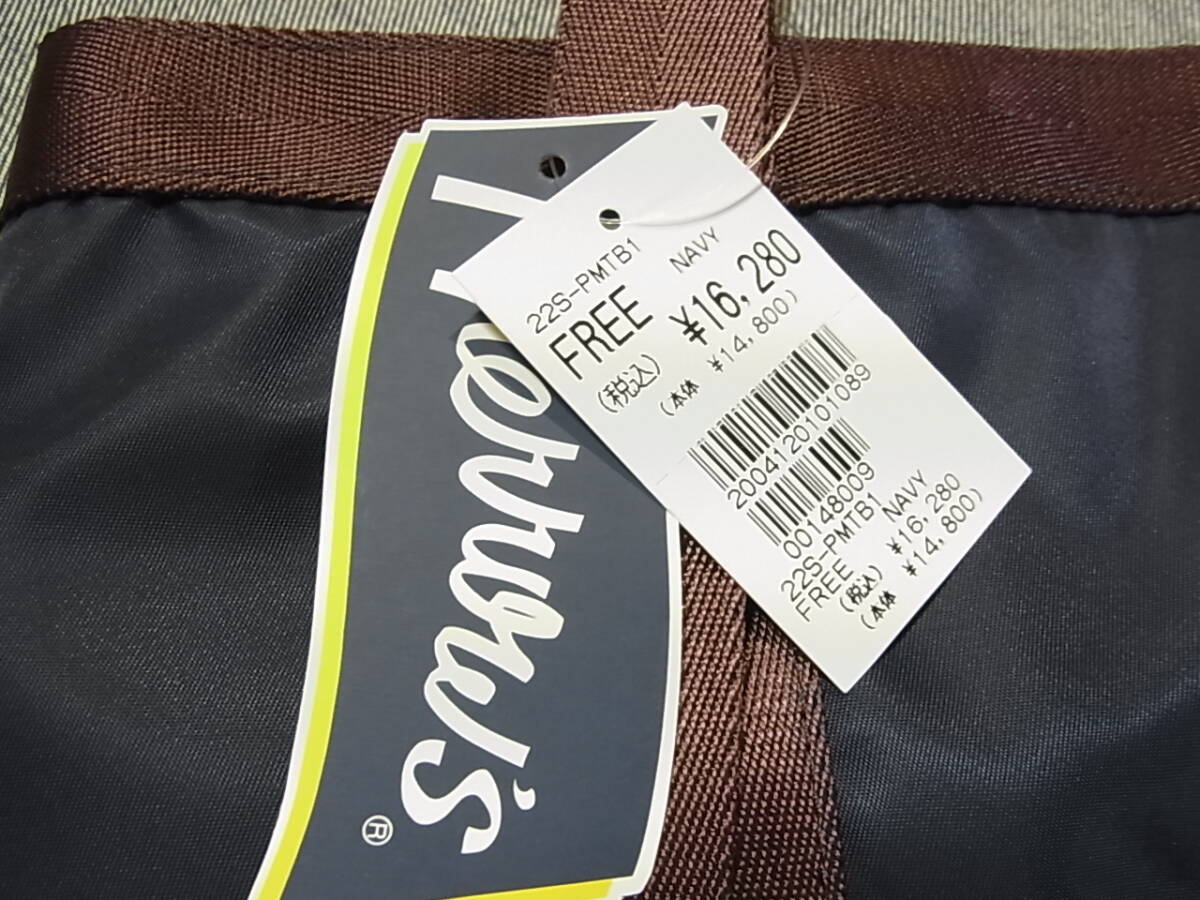 Pherrow's
®
22S-PMTB1 NAVY
FREE ¥16,280
(税込)
(本体 ¥14,800)
2004120101089
00148009
22S-PMTB1
FREE NAVY
(税込) ¥16,280
(本体 ¥14,800)